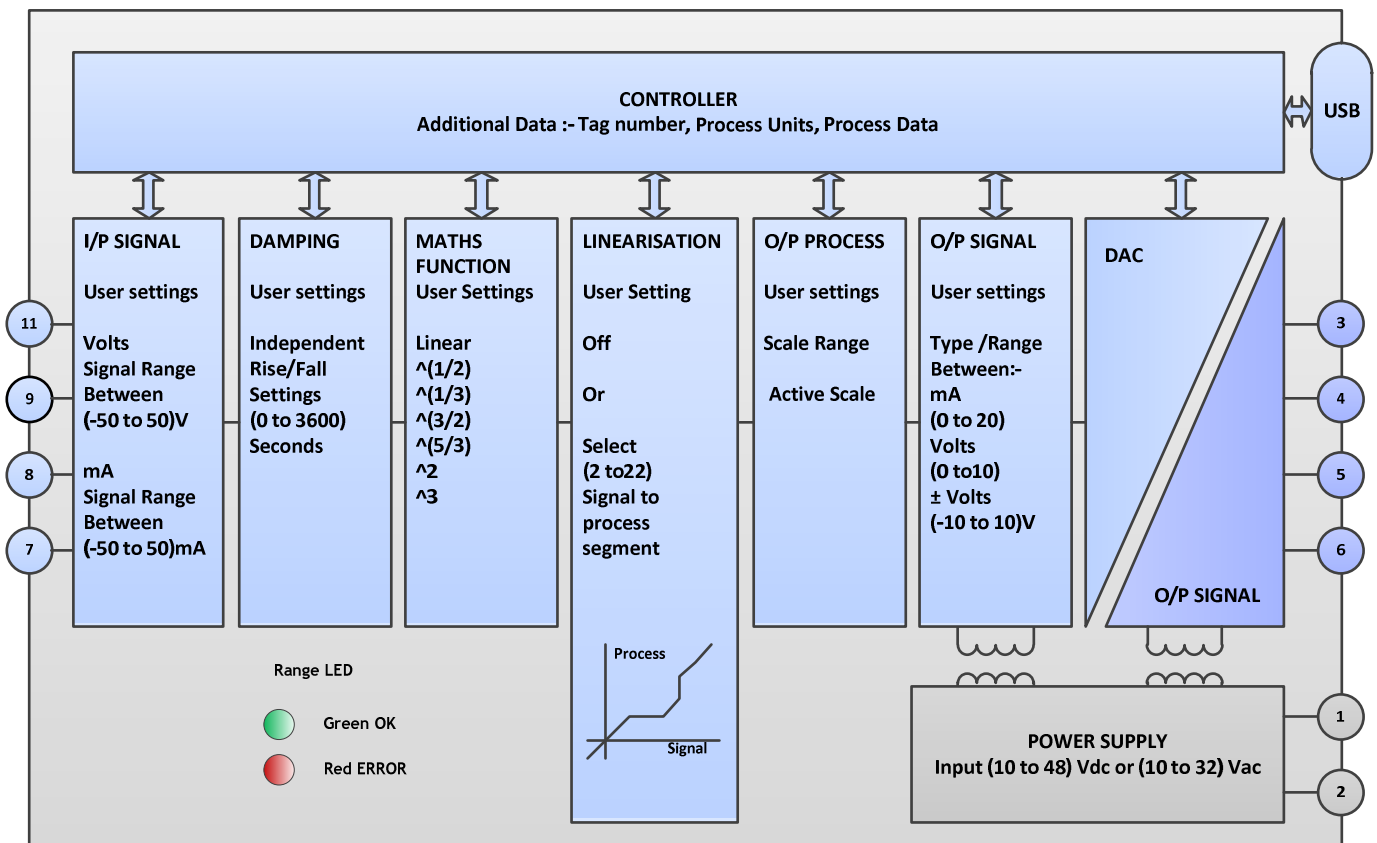 CONTROLLER
Additional Data :- Tag number, Process Units, Process Data
USB
I/P SIGNAL
User settings
Volts
Signal Range
Between
(-50 to 50)V
mA
Signal Range
Between
(-50 to 50)mA
DAMPING
User settings
Independent
Rise/Fall
Settings
(0 to 3600)
Seconds
MATHS
FUNCTION
User Settings
Linear
^(1/2)
^(1/3)
^(3/2)
^(5/3)
^2
^3
LINEARISATION
User Setting
Off
Or
Select
(2 to22)
Signal to
process
segment
Process
Signal
O/P PROCESS
User settings
Scale Range
Active Scale
O/P SIGNAL
User settings
Type /Range
Between:-
mA
(0 to 20)
Volts
(0 to10)
± Volts
(-10 to 10)V
DAC
O/P SIGNAL
11
9
8
7
3
4
5
6
1
2
Range LED
Green OK
Red ERROR
POWER SUPPLY
Input (10 to 48) Vdc or (10 to 32) Vac